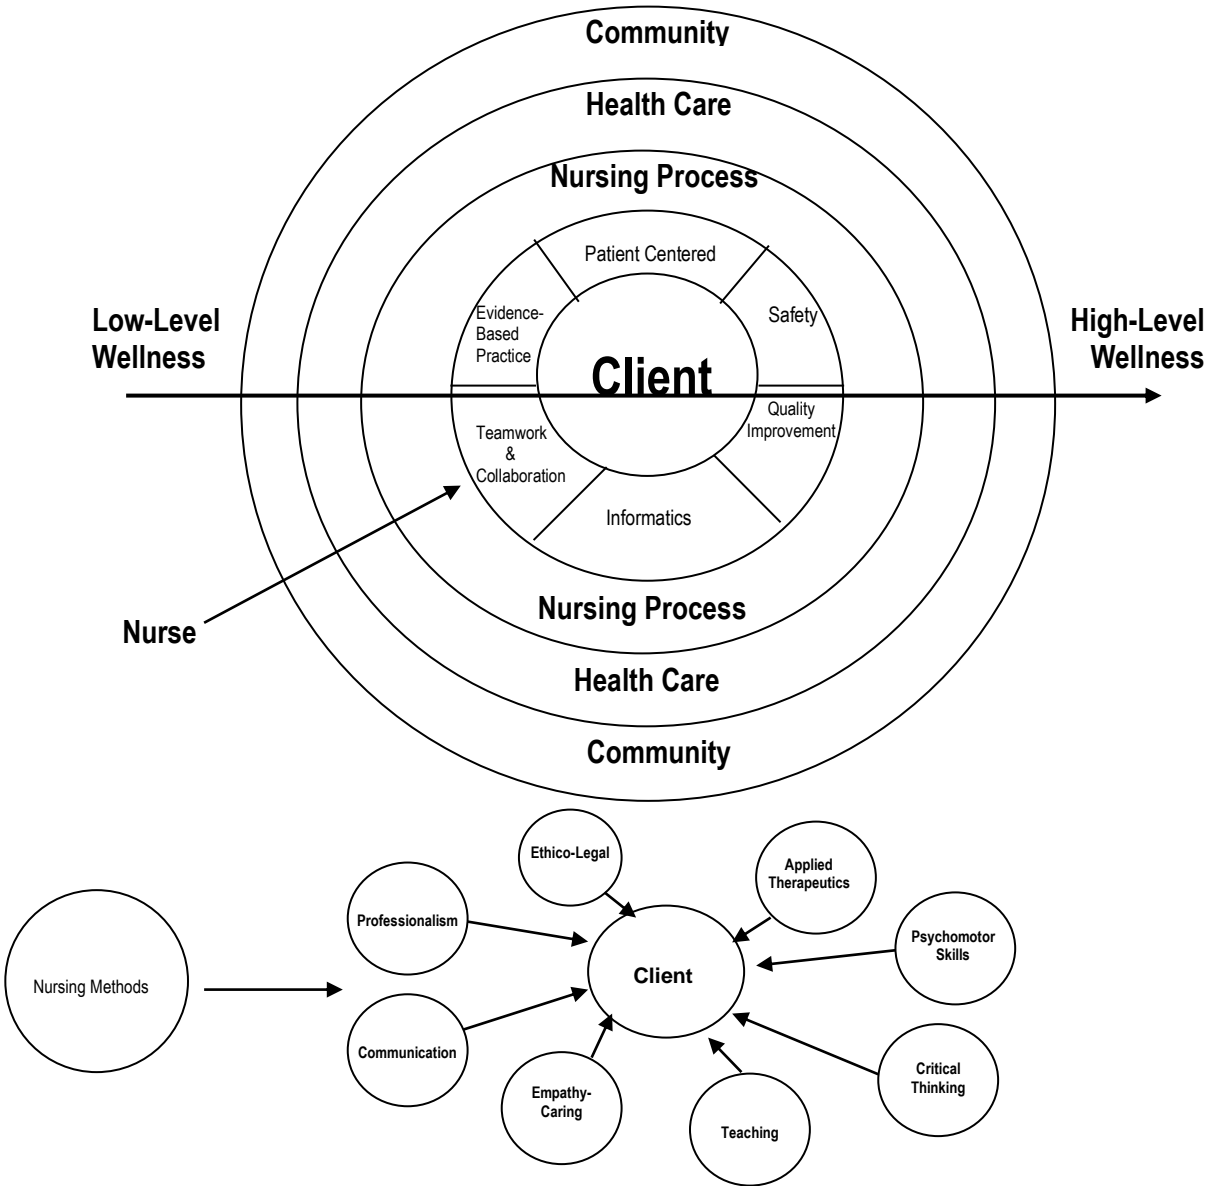 Community
Health Care
Nursing Process
Patient Centered
Evidence-
Based
Practice
Safety
Low-Level
Wellness
High-Level
Wellness
Client
Quality
Improvement
Teamwork
&
Collaboration
Informatics
Nursing Process
Nurse
Health Care
Community
Ethico-Legal
Applied
Therapeutics
Professionalism
Psychomotor
Skills
Client
Nursing Methods
Communication
Empathy-
Caring
Critical
Thinking
Teaching